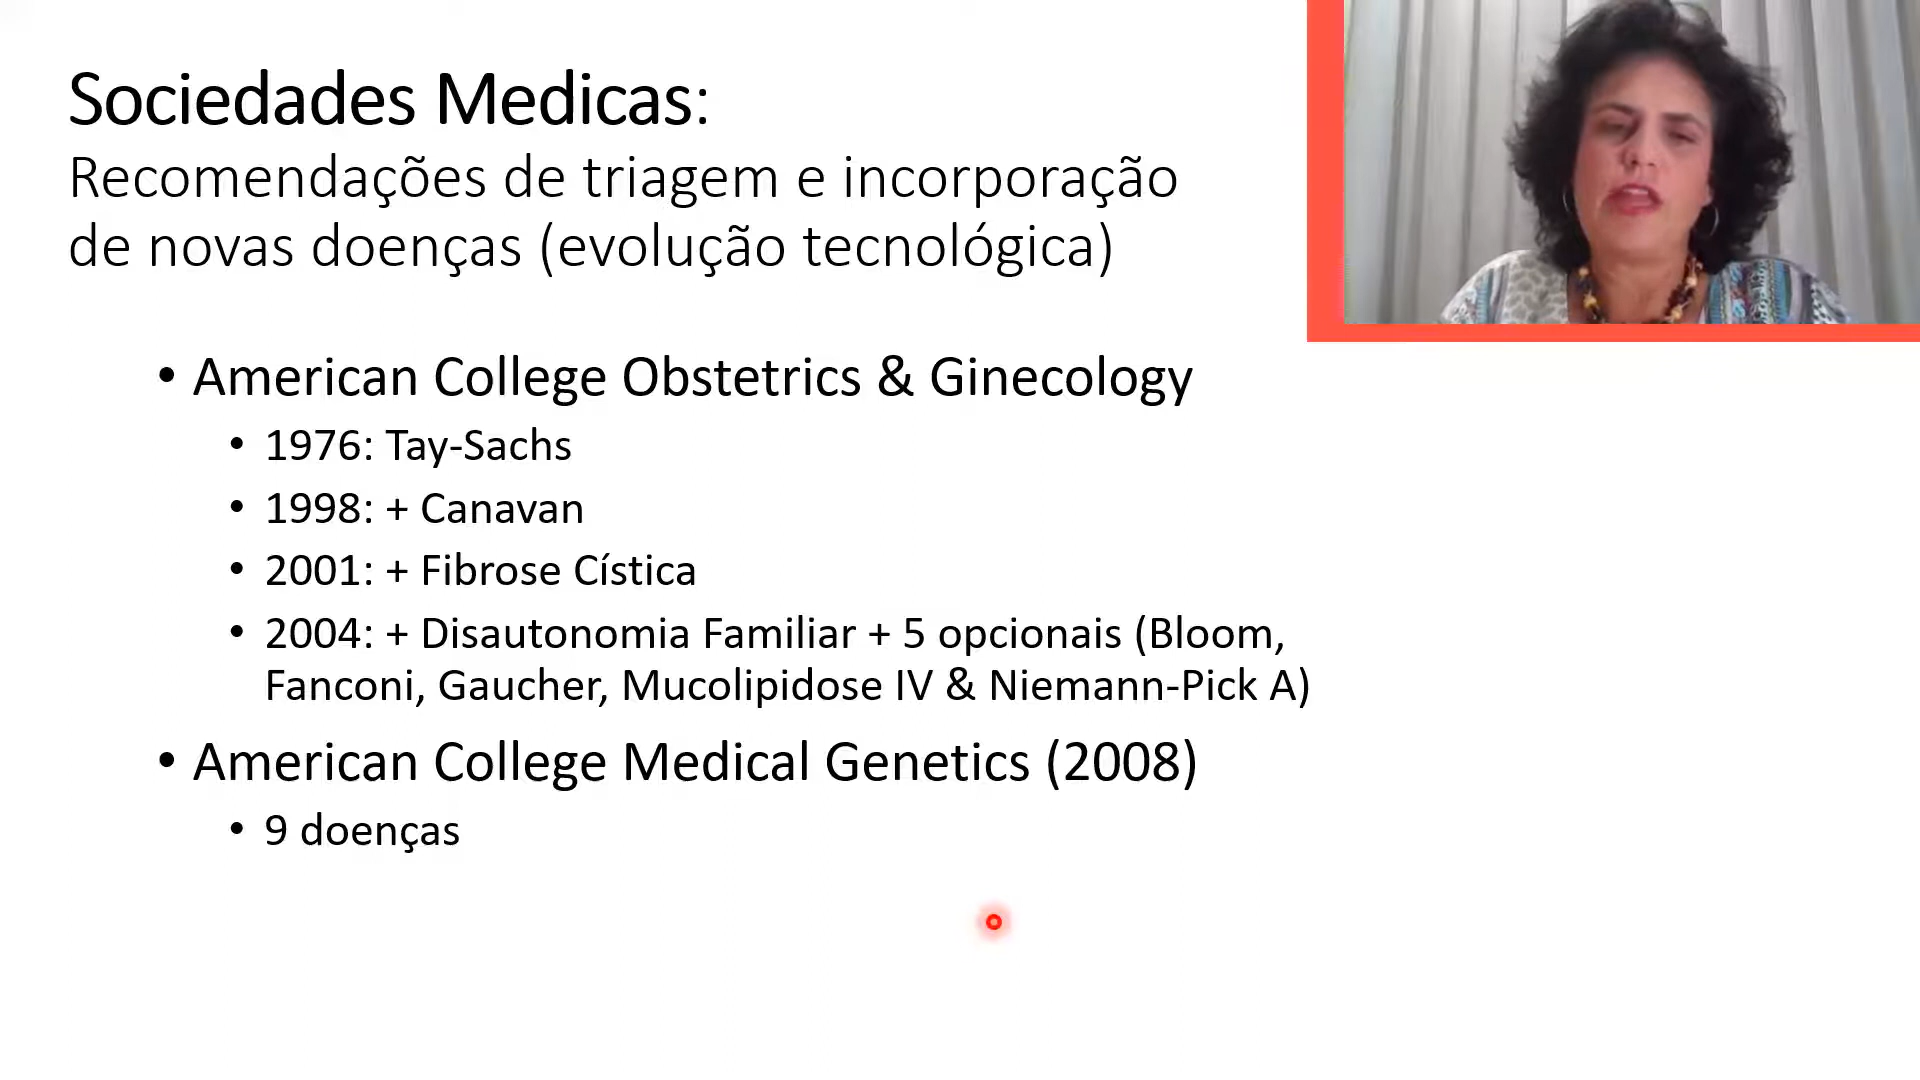 Sociedades Medicas:
Recomendações de triagem e incorporação
de novas doenças (evolução tecnológica)
• American College Obstetrics & Ginecology
• 1976: Tay-Sachs
• 1998: + Canavan
• 2001: + Fibrose Cística
• 2004: + Disautonomia Familiar + 5 opcionais (Bloom,
Fanconi, Gaucher, Mucolipidose IV & Niemann-Pick A)
• American College Medical Genetics (2008)
• 9 doenças